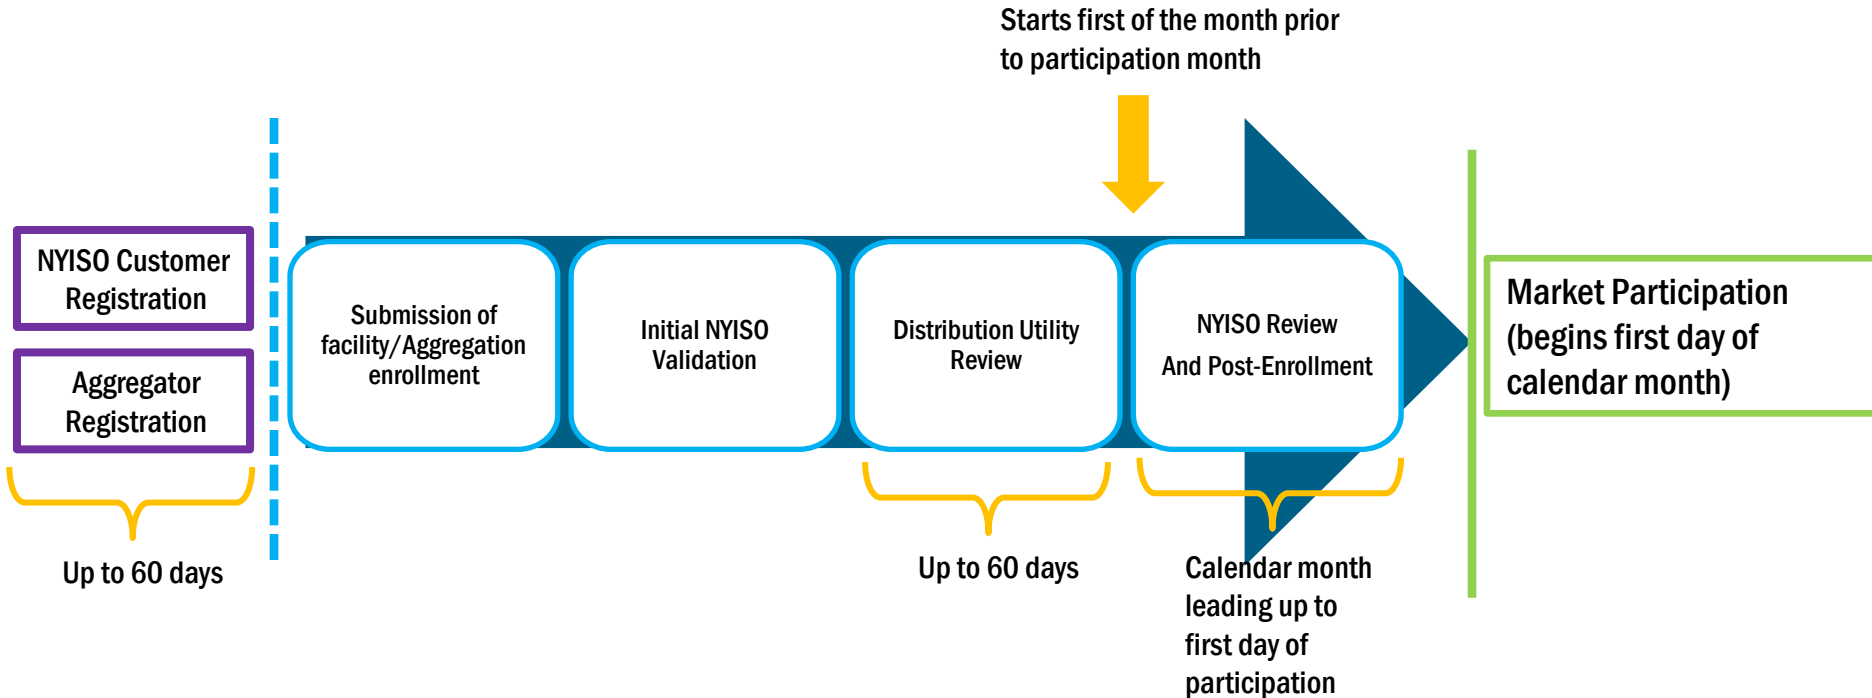 Starts first of the month prior
to participation month
NYISO Customer
Registration
Aggregator
Registration
Submission of
facility/Aggregation
enrollment
Initial NYISO
Validation
Distribution Utility
Review
NYISO Review
And Post-Enrollment
Market Participation
(begins first day of
calendar month)
Up to 60 days
Up to 60 days
Calendar month
leading up to
first day of
participation